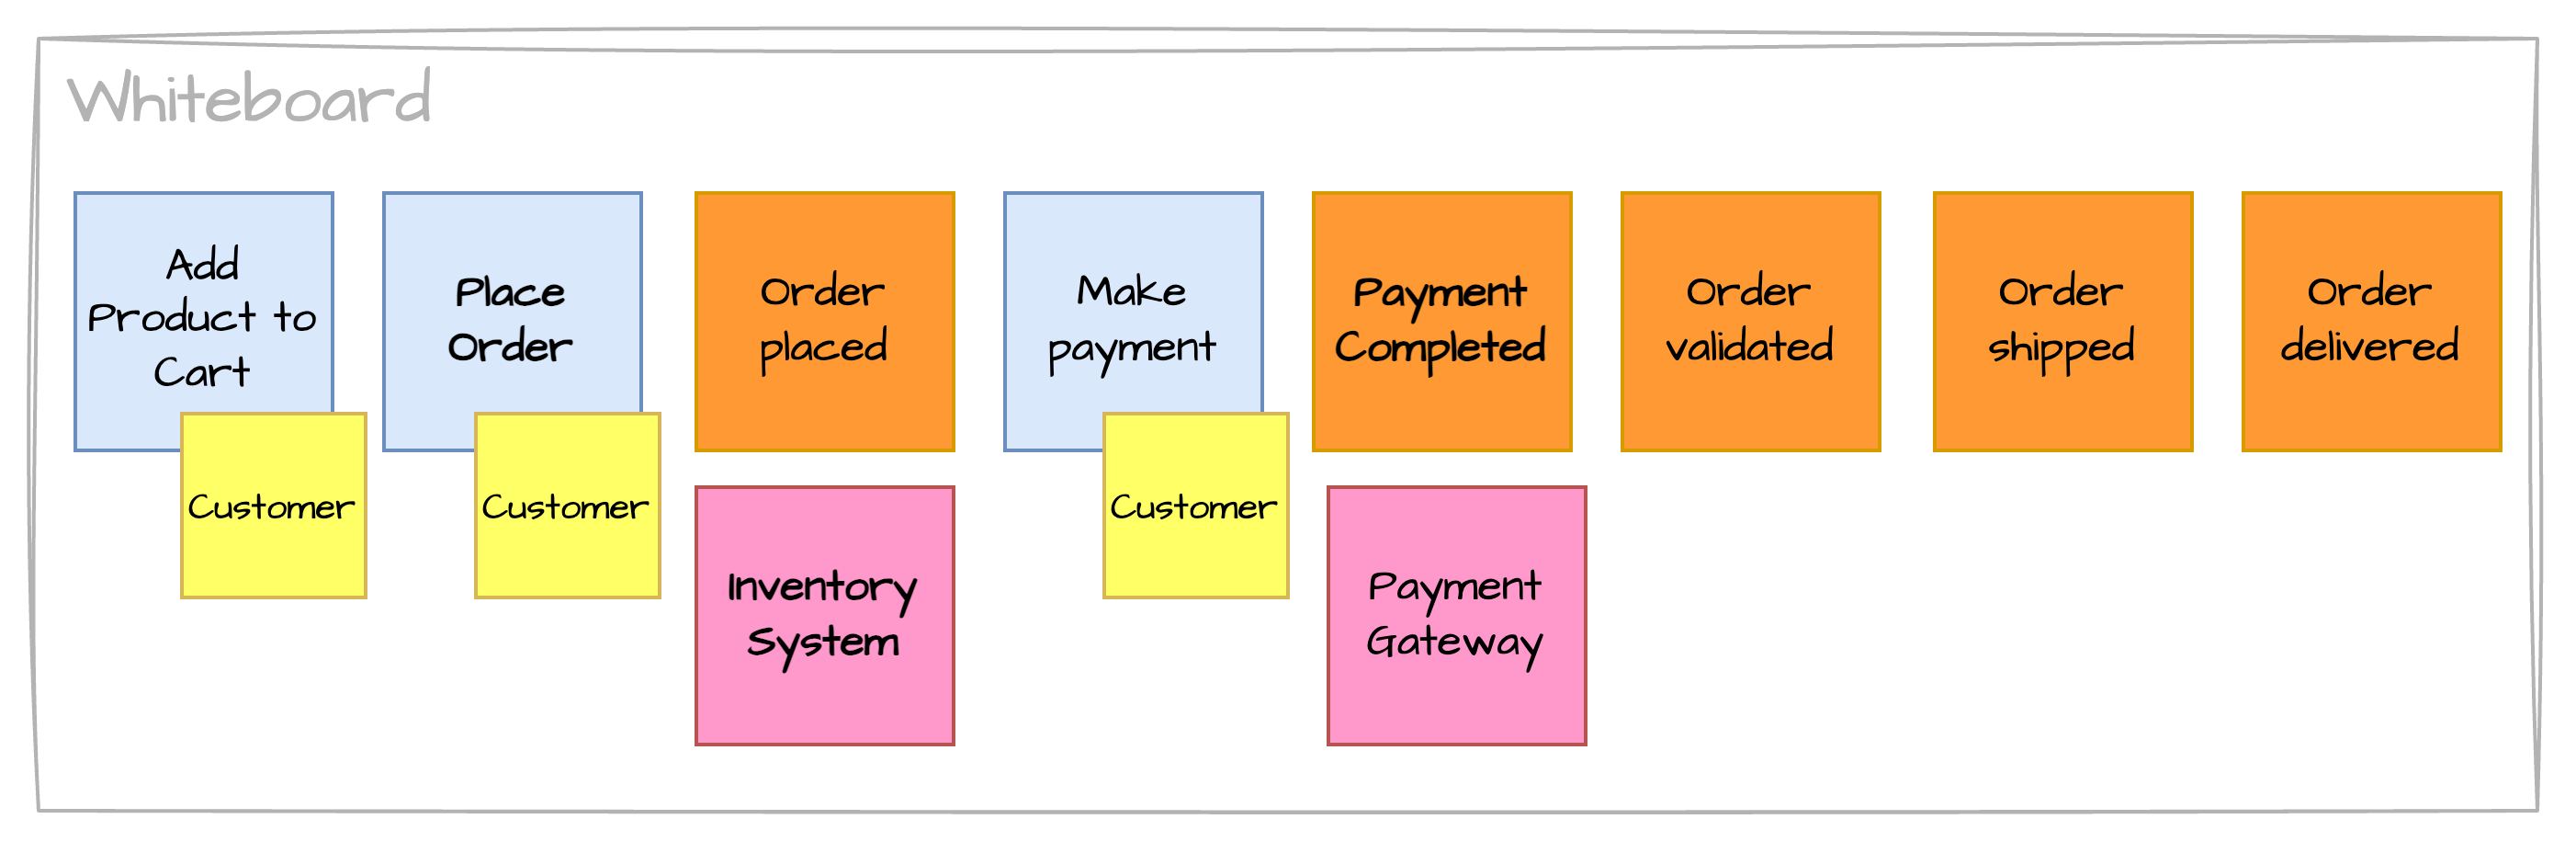 Whiteboard
Add
Product to
Cart
Customer
Place
Order
Customer
Order
placed
Inventory
System
Make
payment
Customer
Payment
Completed
Payment
Gateway
Order
validated
Order
shipped
Order
delivered